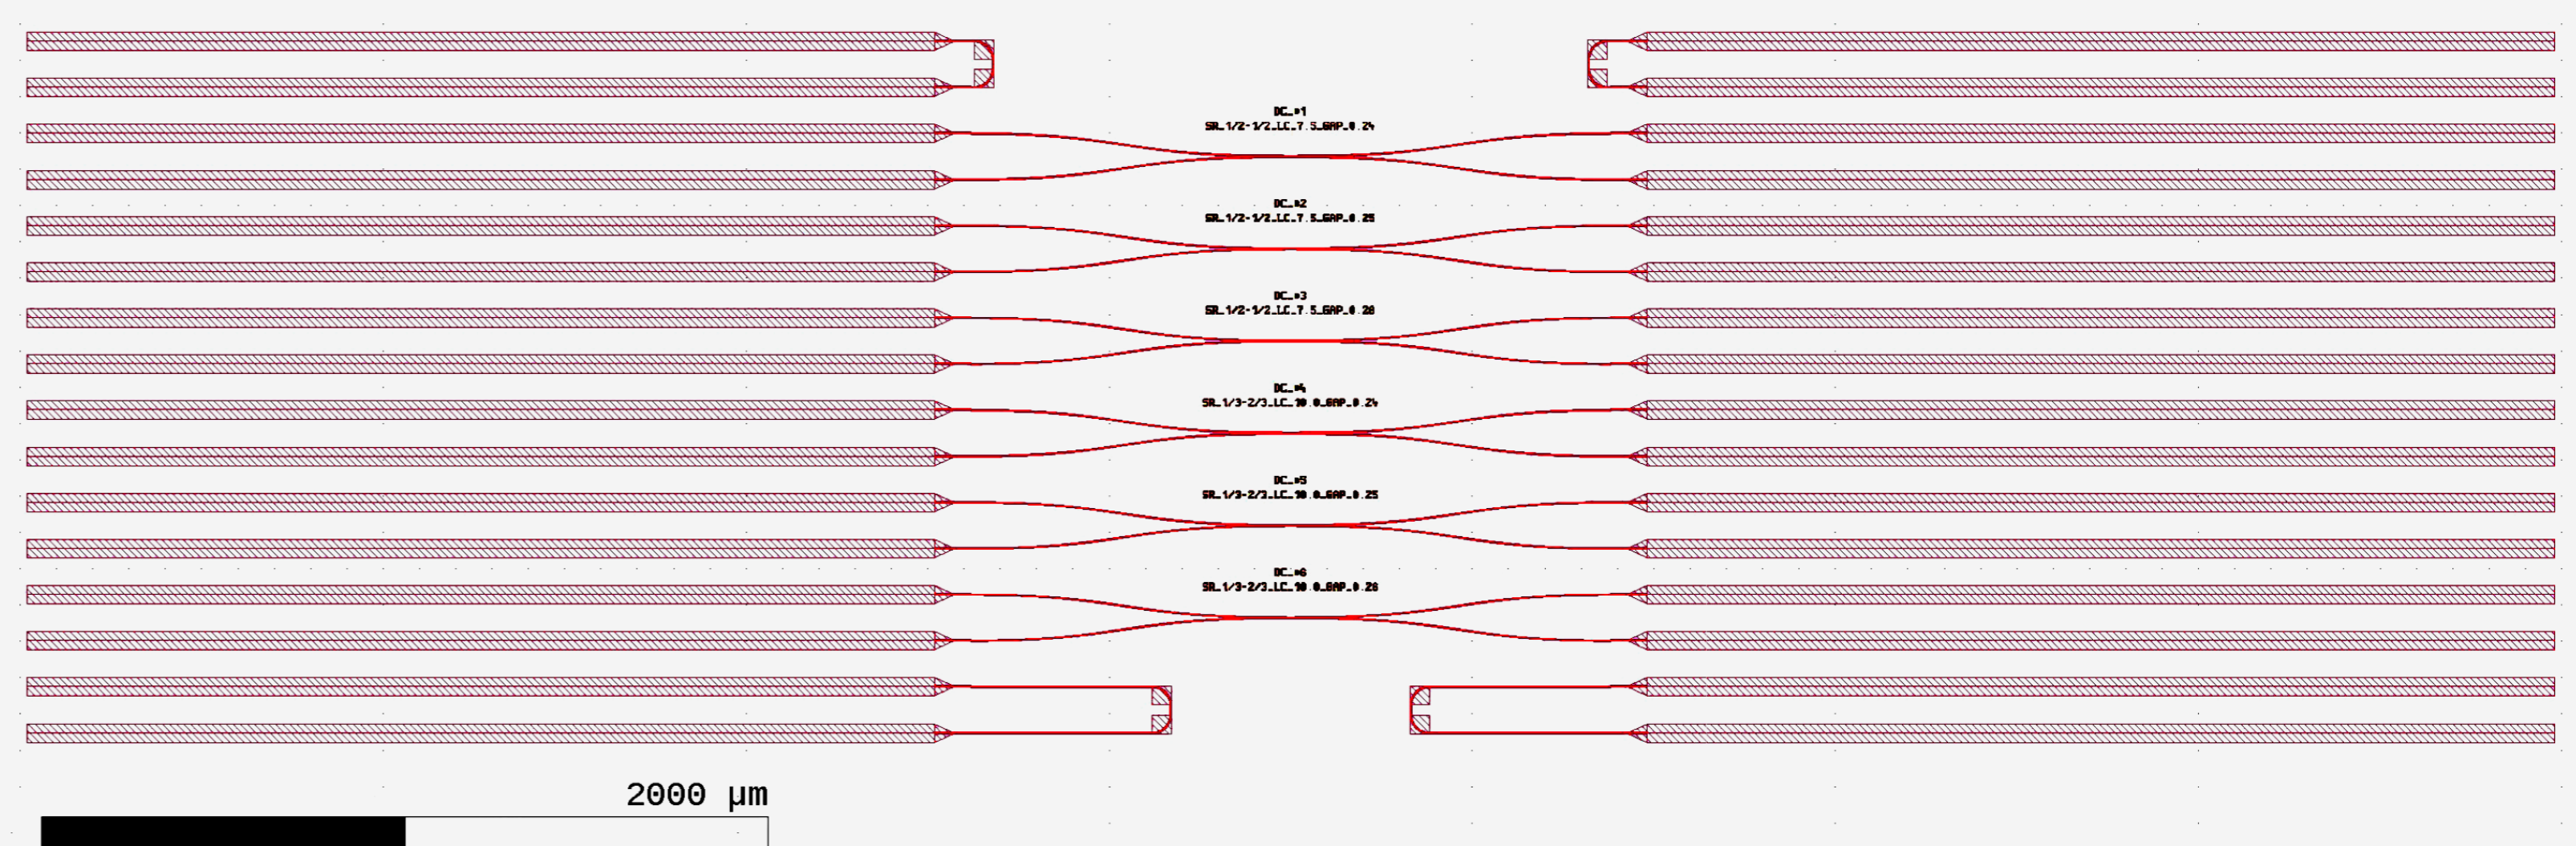 DC_#1
SR_1/2-1/2_LC_7.5_GAP_0.24
DC_#2
SR_1/2-1/2_LC_7.5_GAP_0.25
DC_#3
SR_1/2-1/2_LC_7.5_GAP_0.26
DC_#4
SR_1/3-2/3_LC_10.0_GAP_0.24
DC_#5
SR_1/3-2/3_LC_10.0_GAP_0.25
DC_#6
SR_1/3-2/3_LC_10.0_GAP_0.26
2000 µm